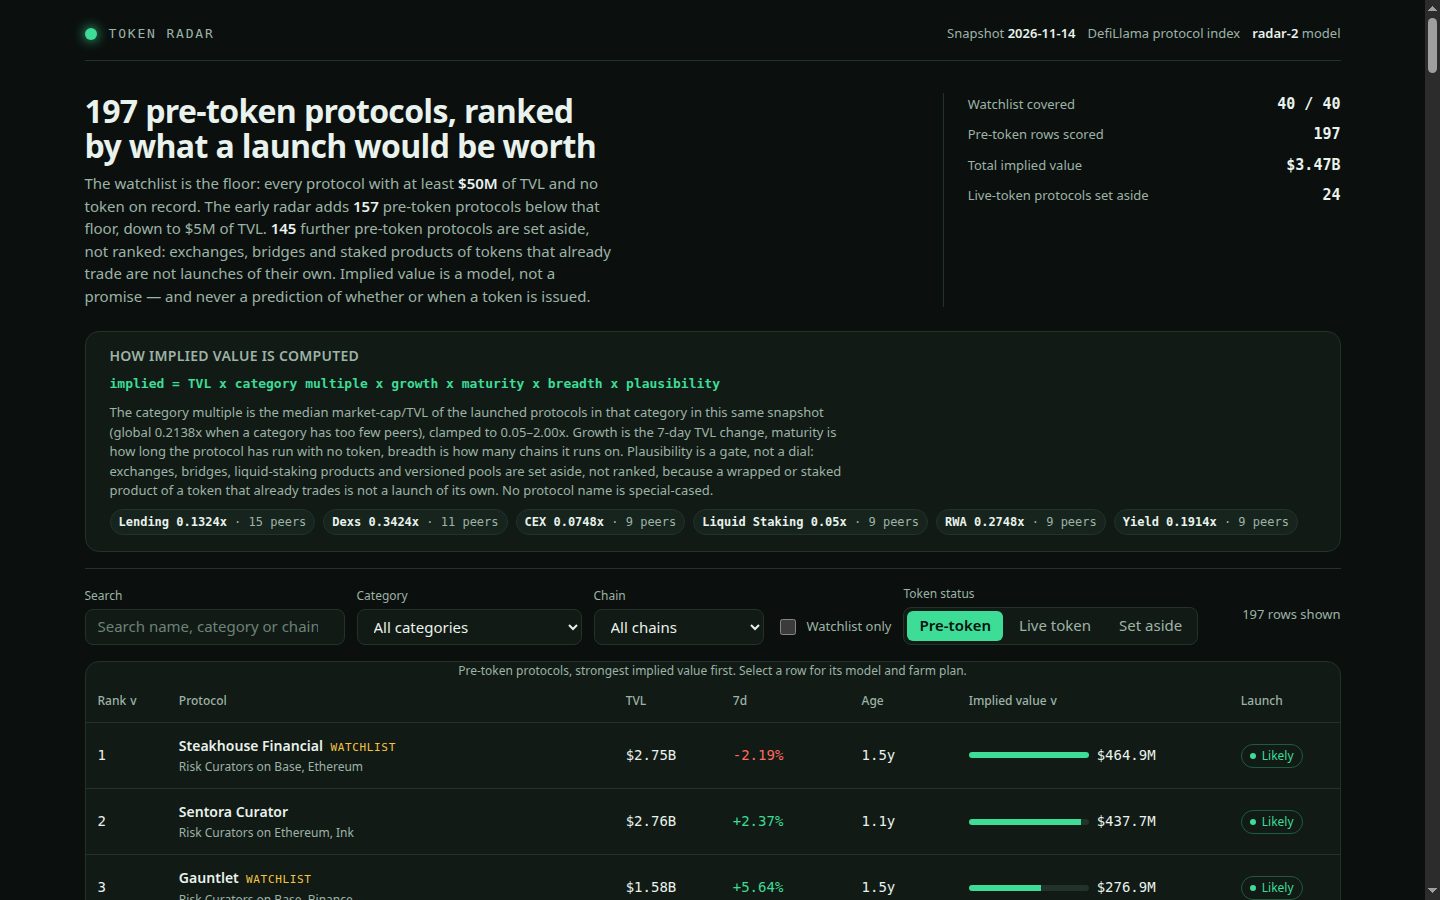 TOKEN RADAR
Snapshot 2026-11-14 DefiLlama protocol index radar-2 model
197 pre-token protocols, ranked
by what a launch would be worth
The watchlist is the floor: every protocol with at least $50M of TVL and no
token on record. The early radar adds 157 pre-token protocols below that
floor, down to $5M of TVL. 145 further pre-token protocols are set aside,
not ranked: exchanges, bridges and staked products of tokens that already
trade are not launches of their own. Implied value is a model, not a
promise — and never a prediction of whether or when a token is issued.
Watchlist covered 40 / 40
Pre-token rows scored 197
Total implied value $3.47B
Live-token protocols set aside 24
HOW IMPLIED VALUE IS COMPUTED
implied = TVL x category multiple x growth x maturity x breadth x plausibility
The category multiple is the median market-cap/TVL of the launched protocols in that category in this same snapshot
(global 0.2138x when a category has too few peers), clamped to 0.05–2.00x. Growth is the 7-day TVL change, maturity is
how long the protocol has run with no token, breadth is how many chains it runs on. Plausibility is a gate, not a dial:
exchanges, bridges, liquid-staking products and versioned pools are set aside, not ranked, because a wrapped or staked
product of a token that already trades is not a launch of its own. No protocol name is special-cased.
Lending 0.1324x · 15 peers Dexs 0.3424x · 11 peers CEX 0.0748x · 9 peers Liquid Staking 0.05x · 9 peers RWA 0.2748x · 9 peers Yield 0.1914x · 9 peers
Search Category Chain Token status
Search name, category or chain All categories All chains Watchlist only Pre-token Live token Set aside 197 rows shown
Pre-token protocols, strongest implied value first. Select a row for its model and farm plan.
Rank v Protocol TVL 7d Age Implied value v Launch
1 Steakhouse Financial WATCHLIST $2.75B -2.19% 1.5y $464.9M Likely
Risk Curators on Base, Ethereum
2 Sentora Curator $2.76B +2.37% 1.1y $437.7M Likely
Risk Curators on Ethereum, Ink
3 Gauntlet WATCHLIST $1.58B +5.64% 1.5y $276.9M Likely
Risk Curators on Base, Binance